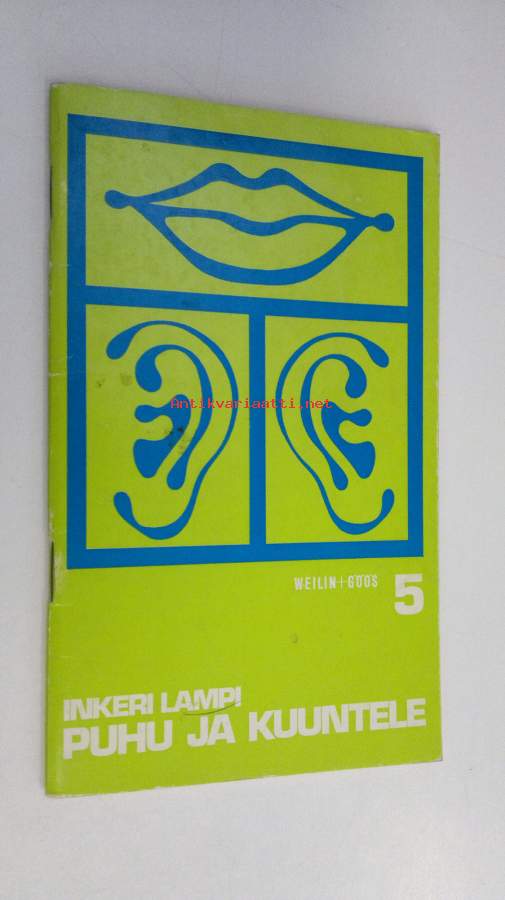 Antikvariaatti.net
WEILIN+GÖÖS 5
INKERI LAMPI
PUHU JA KUUNTELE